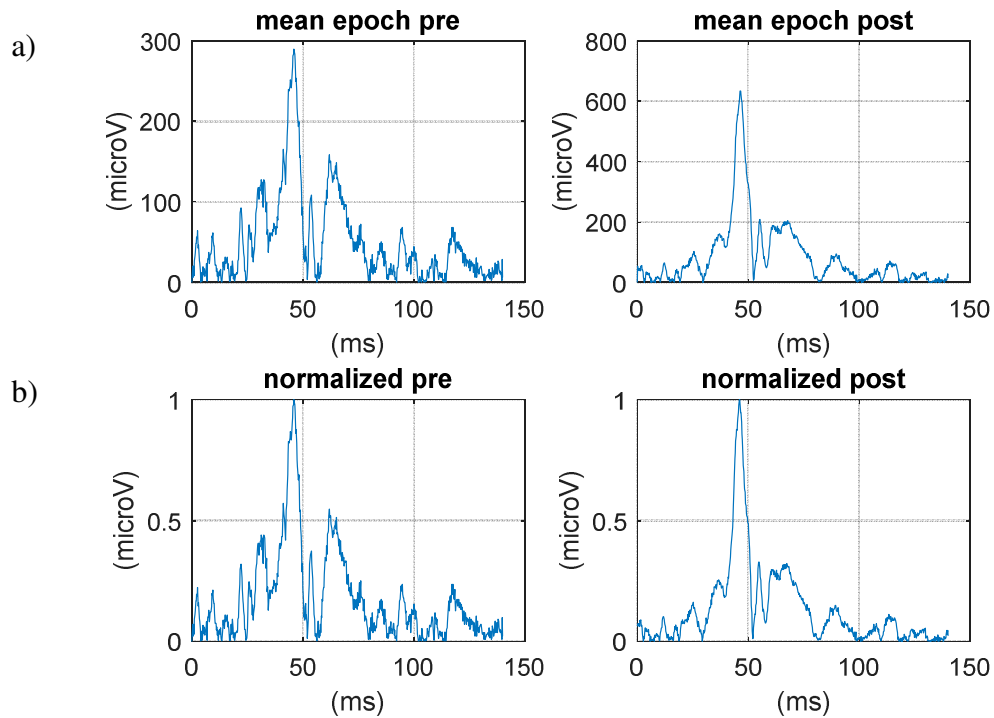 a)
mean epoch pre
300
200
100
0
(microV)
0 50 100 150
(ms)
mean epoch post
800
600
400
200
0
(microV)
0 50 100 150
(ms)
b)
normalized pre
1
0.5
0
(microV)
0 50 100 150
(ms)
normalized post
1
0.5
0
(microV)
0 50 100 150
(ms)